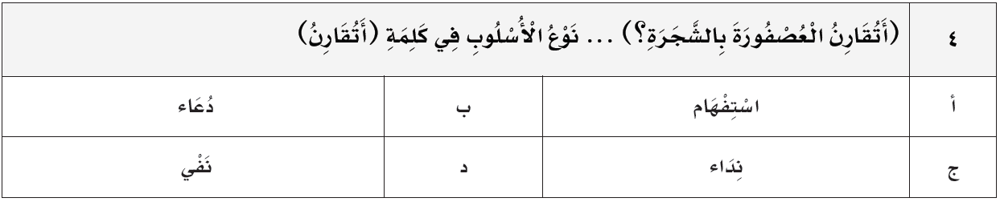 ٤ (أَتُقَارِنُ الْعُصْفُورَةَ بِالشَّجَرَةِ؟) ... نَوْعُ الْأُسْلُوبِ فِي كَلِمَةِ (أَتُقَارِنُ)
أ اسْتِفْهَام ب دُعَاء
ج نِدَاء د نَفْي